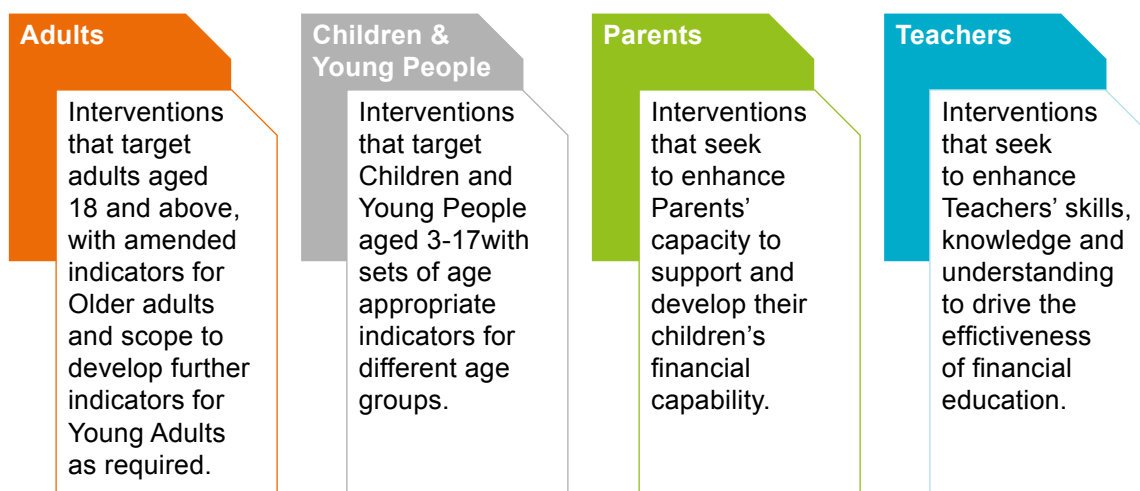 Adults
Interventions
that target
adults aged
18 and above,
with amended
indicators for
Older adults
and scope to
develop further
indicators for
Young Adults
as required.
Children &
Young People
Interventions
that target
Children and
Young People
aged 3-17with
sets of age
appropriate
indicators for
different age
groups.
Parents
Interventions
that seek
to enhance
Parents’
capacity to
support and
develop their
children’s
financial
capability.
Teachers
Interventions
that seek
to enhance
Teachers’ skills,
knowledge and
understanding
to drive the
effictiveness
of financial
education.